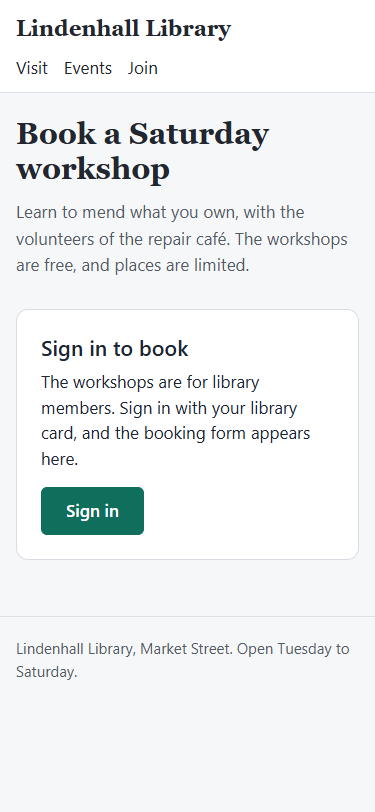 Lindenhall Library
Visit Events Join
Book a Saturday
workshop
Learn to mend what you own, with the
volunteers of the repair café. The workshops
are free, and places are limited.
Sign in to book
The workshops are for library
members. Sign in with your library
card, and the booking form appears
here.
Sign in
Lindenhall Library, Market Street. Open Tuesday to
Saturday.